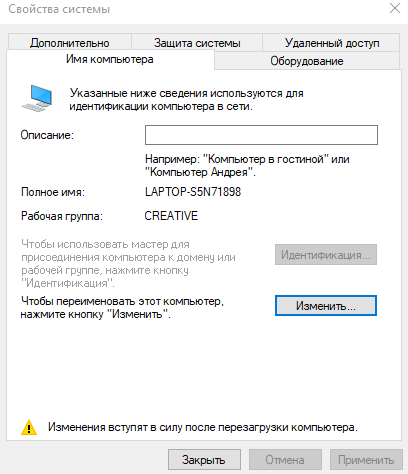 Свойства системы
Дополнительно Защита системы Удаленный доступ
Имя компьютера Оборудование
Указанные ниже сведения используются для
идентификации компьютера в сети.
Описание:
Например: "Компьютер в гостиной" или
"Компьютер Андрея".
Полное имя: LAPTOP-S5N71898
Рабочая группа: CREATIVE
Чтобы использовать мастер для
присоединения компьютера к домену или
рабочей группе, нажмите кнопку
"Идентификация".
Идентификация...
Чтобы переименовать этот компьютер,
нажмите кнопку "Изменить".
Изменить...
Изменения вступят в силу после перезагрузки компьютера.
Закрыть Отмена Применить